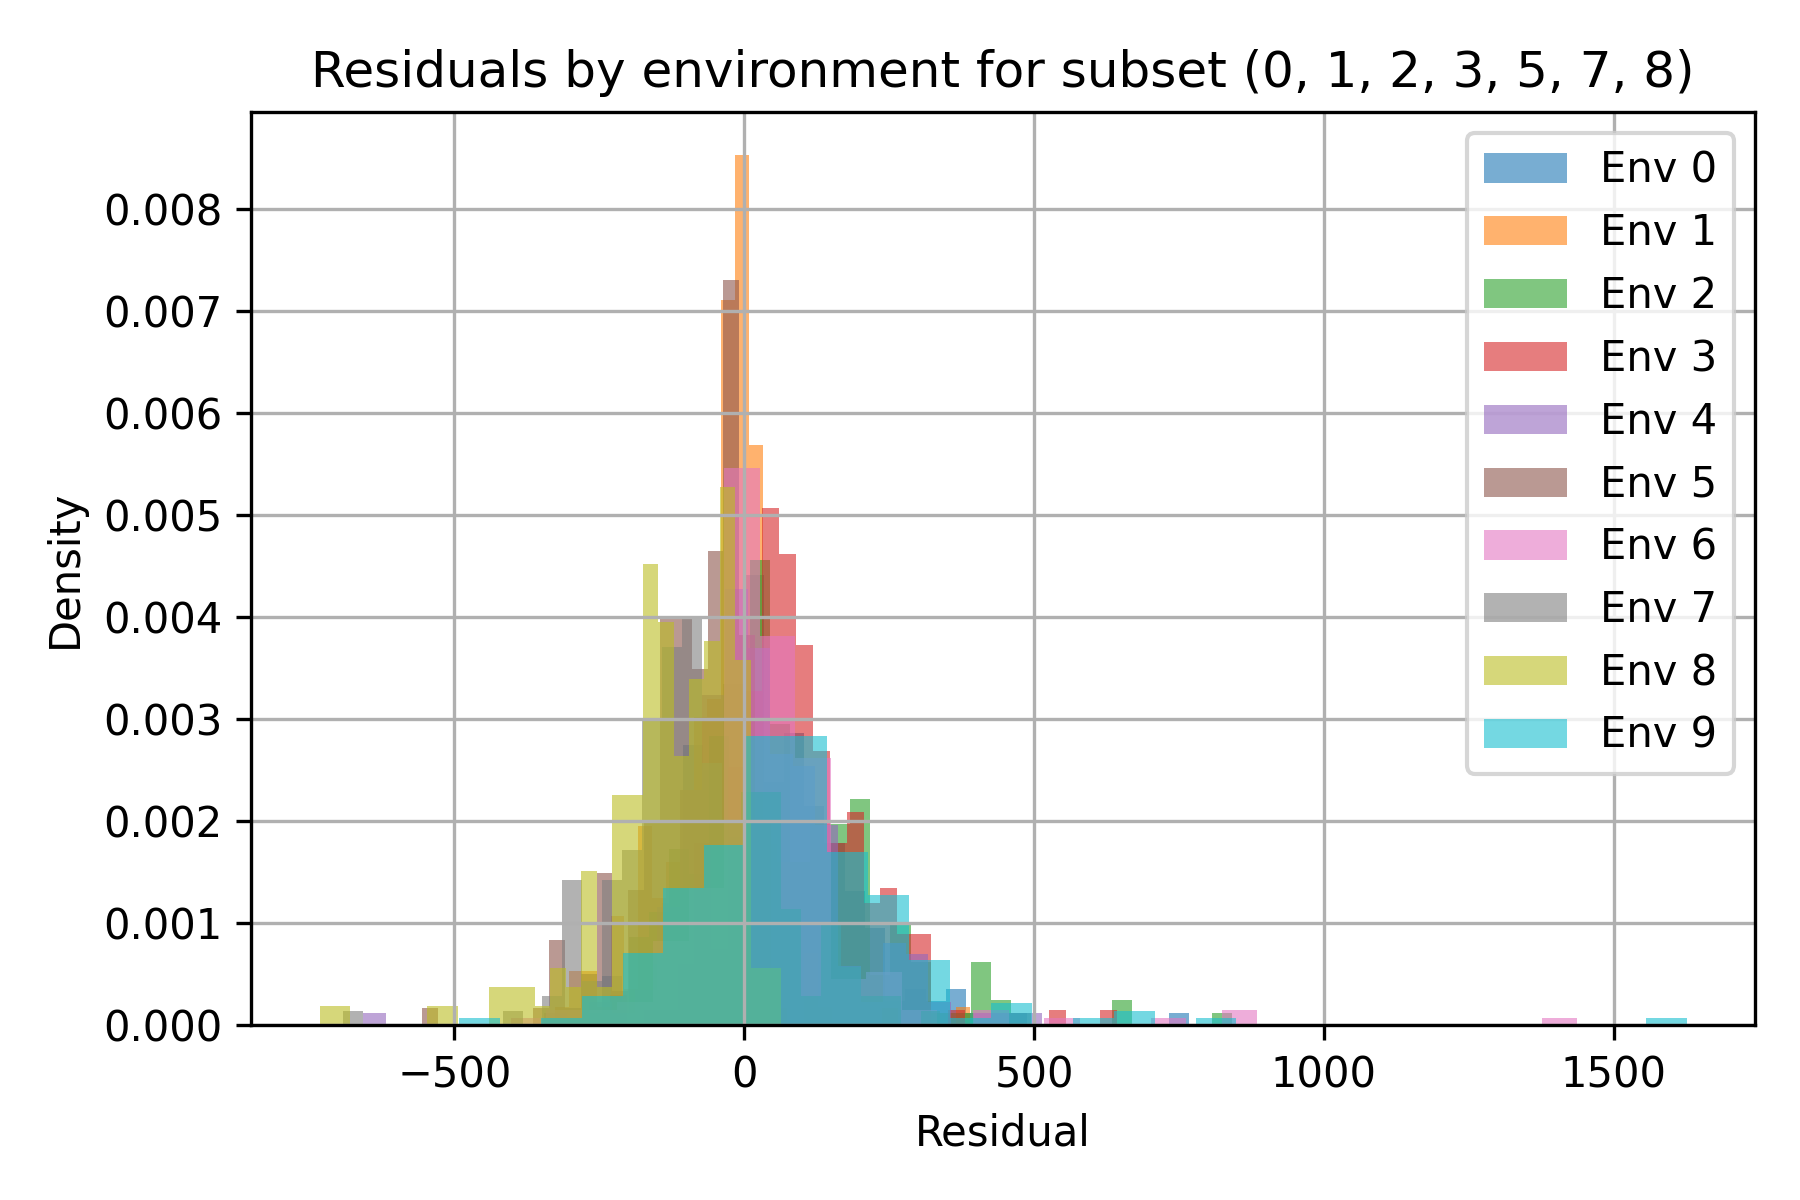 Residuals by environment for subset (0, 1, 2, 3, 5, 7, 8)
Density
0.008
0.007
0.006
0.005
0.004
0.003
0.002
0.001
0.000
−500
0
500
1000
1500
Residual
Env 0
Env 1
Env 2
Env 3
Env 4
Env 5
Env 6
Env 7
Env 8
Env 9